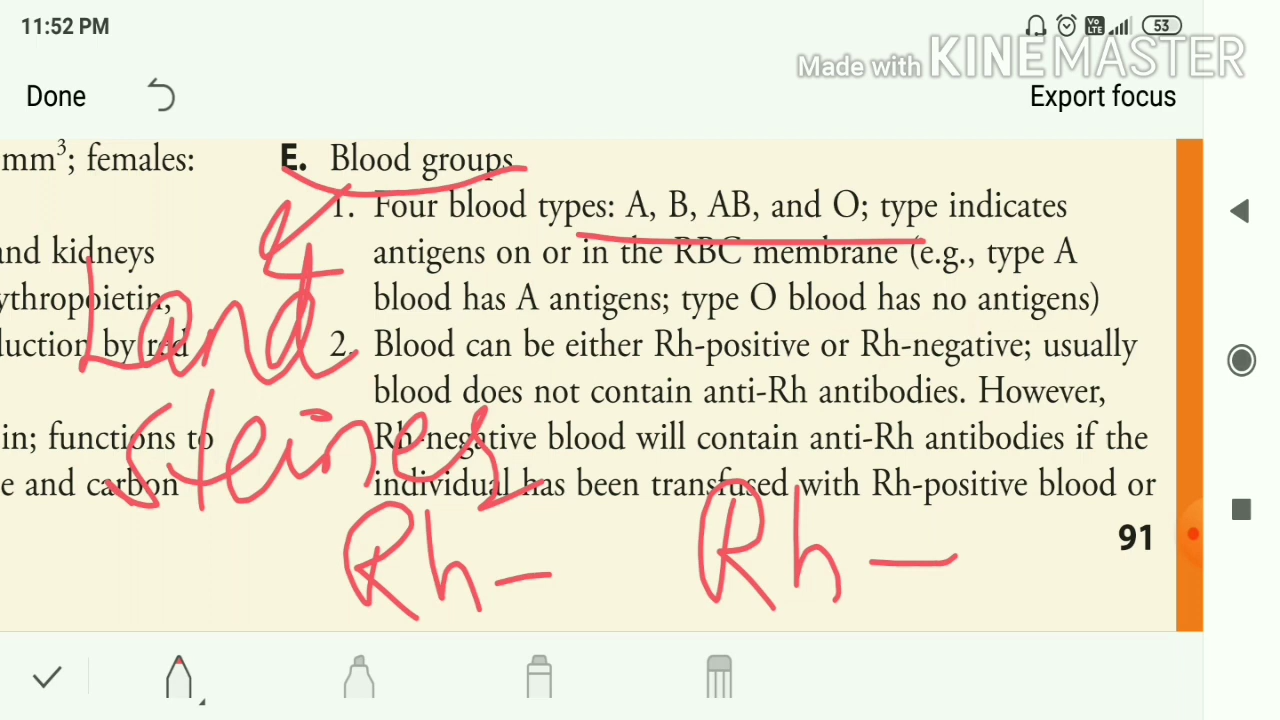 11:52 PM
Vo LTE 53
Made with KINEMASTER
Done
Export focus
mm³; females:
E. Blood groups
1. Four blood types: A, B, AB, and O; type indicates
and kidneys
antigens on or in the RBC membrane (e.g., type A
ythropoietin,
blood has A antigens; type O blood has no antigens)
Land
duction by red
2. Blood can be either Rh-positive or Rh-negative; usually
blood does not contain anti-Rh antibodies. However,
steiner
in; functions to
Rh-negative blood will contain anti-Rh antibodies if the
e and carbon
individual has been transfused with Rh-positive blood or
Rh –
Rh –
91